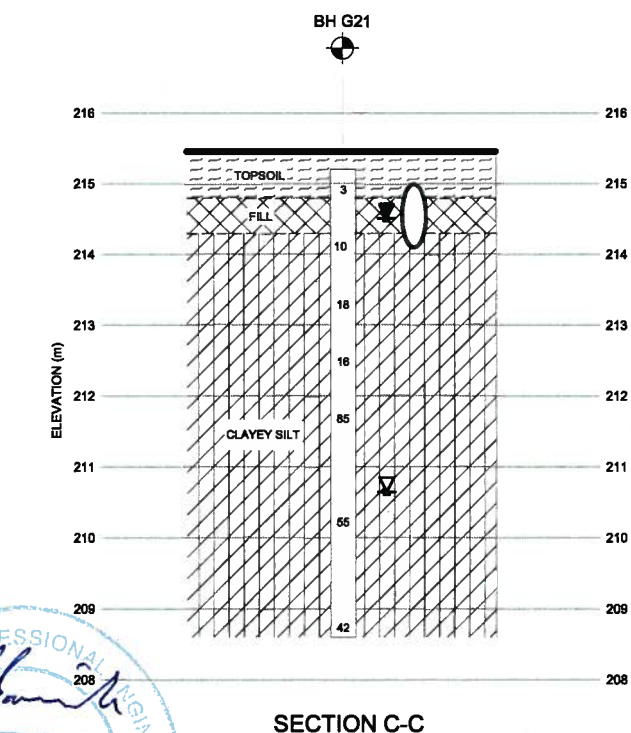 BH G21
216 216
TOPSOIL
215 3 215
FILL
10
214 214
18
213 213
16
ELEVATION (m)
212 212
85
CLAYEY SILT
211 211
55
210 210
209 209
42
208 208
SECTION C-C